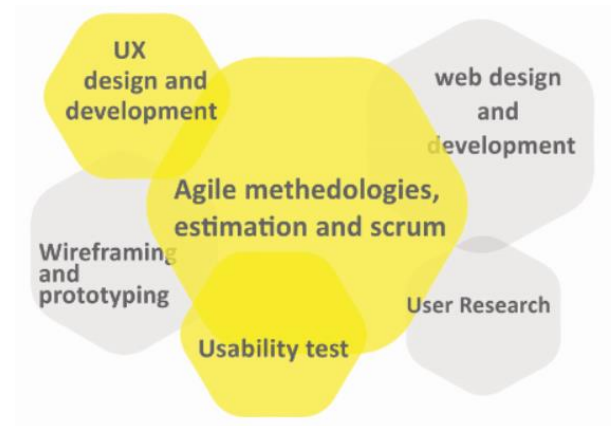 UX
design and
development
web design
and
development
Agile methedologies,
estimation and scrum
Wireframing
and
prototyping
User Research
Usability test